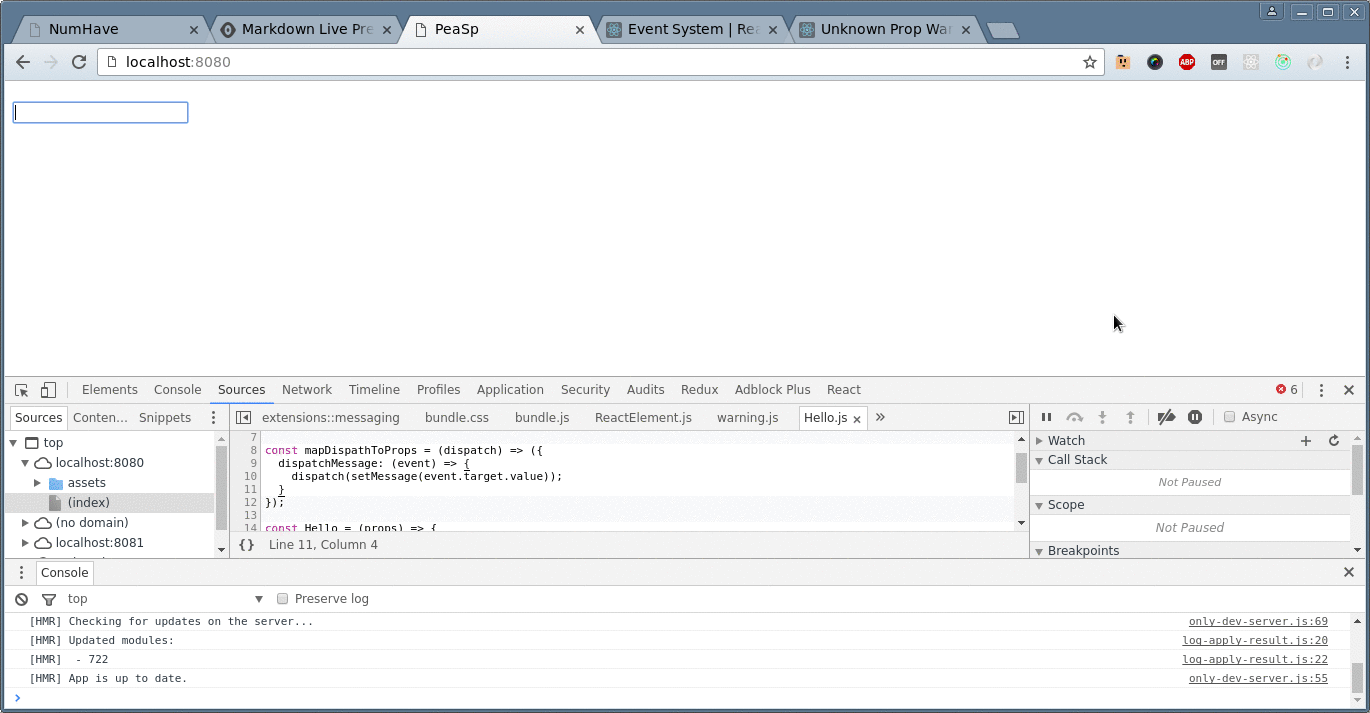 NumHave
Markdown Live Pre
PeaSp
Event System | Rea
Unknown Prop War
localhost:8080
ABP
OFF
Elements Console Sources Network Timeline Profiles Application Security Audits Redux Adblock Plus React 6
Sources Conten... Snippets
extensions::messaging bundle.css bundle.js ReactElement.js warning.js Hello.js »
Async
top
localhost:8080
assets
(index)
(no domain)
localhost:8081
7
8 const mapDispathToProps = (dispatch) => ({
9 dispatchMessage: (event) => {
10 dispatch(setMessage(event.target.value));
11 }
12 });
13
14 const Hello = (props) => {
{} Line 11, Column 4
Watch
Call Stack
Not Paused
Scope
Not Paused
Breakpoints
Console
top Preserve log
[HMR] Checking for updates on the server... only-dev-server.js:69
[HMR] Updated modules: log-apply-result.js:20
[HMR] - 722 log-apply-result.js:22
[HMR] App is up to date. only-dev-server.js:55